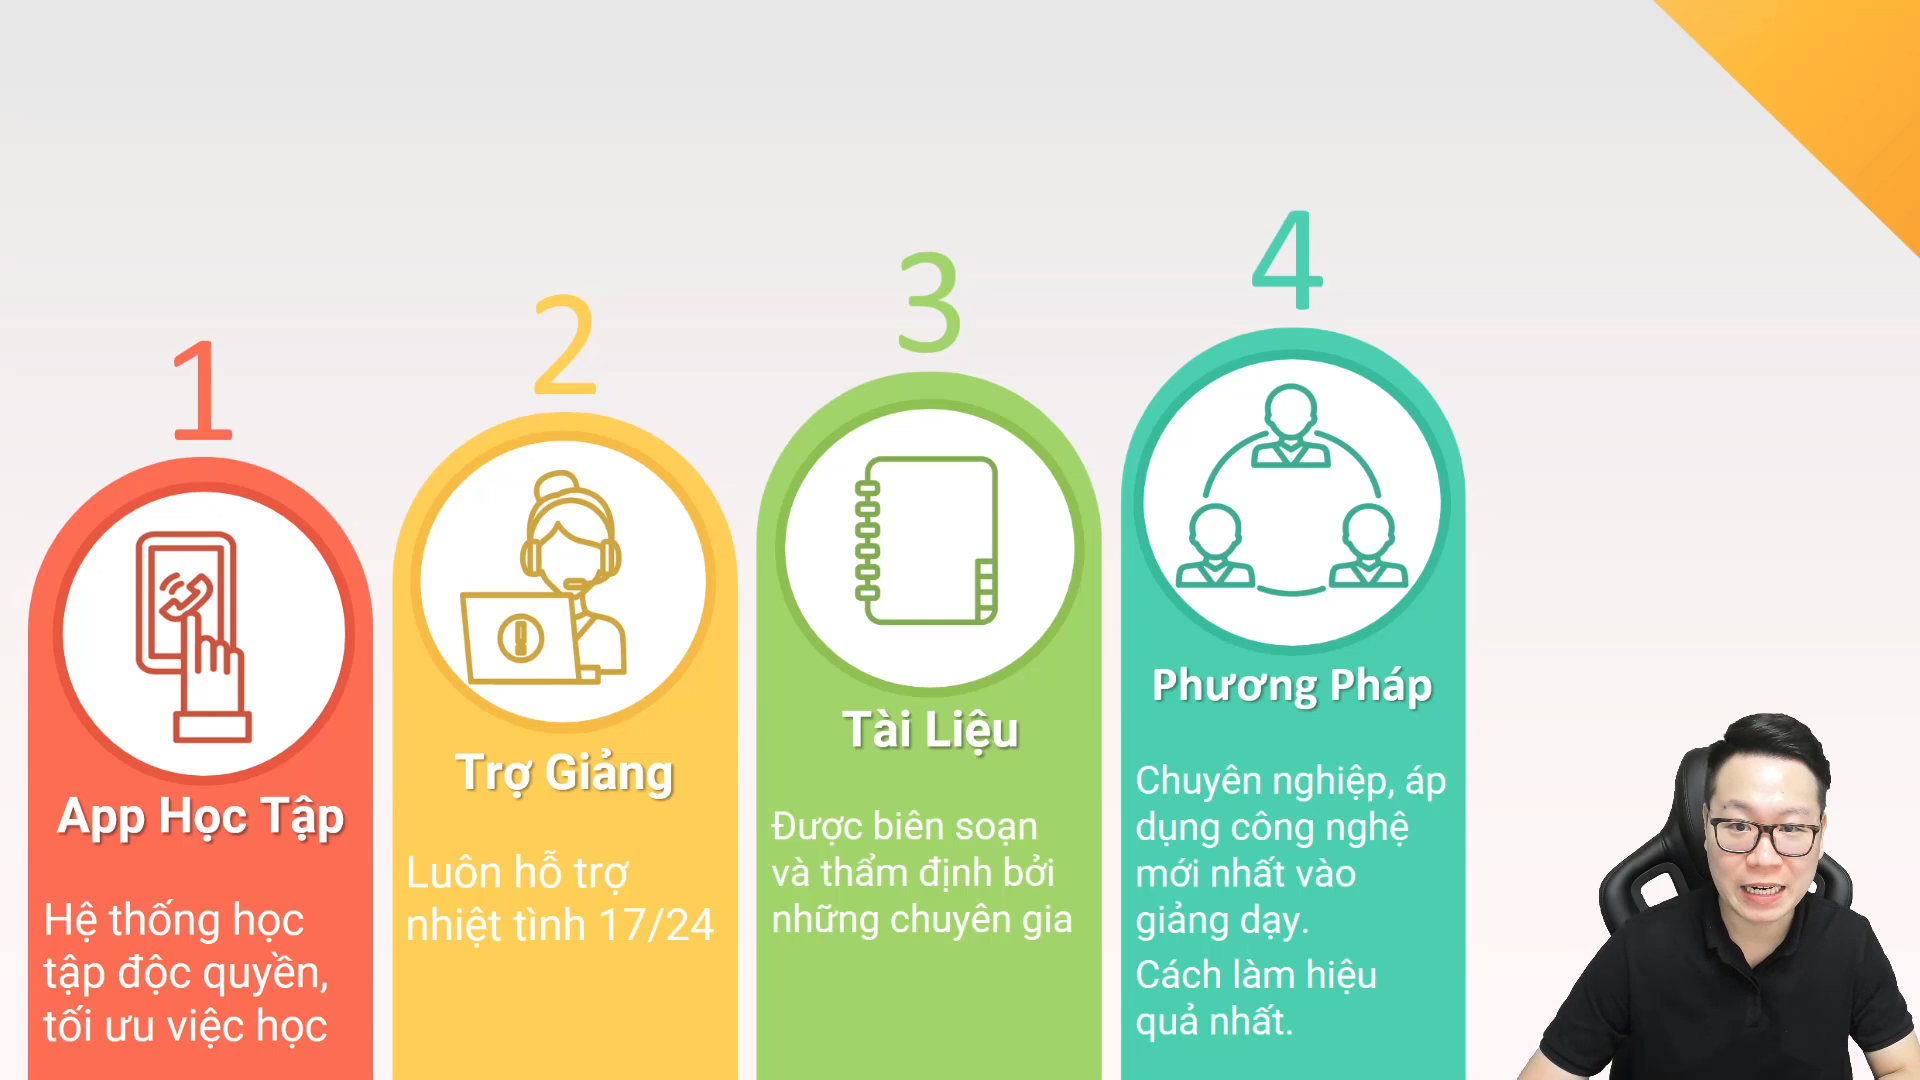 1
App Học Tập
Hệ thống học
tập độc quyền,
tối ưu việc học
2
Trợ Giảng
Luôn hỗ trợ
nhiệt tình 17/24
3
Tài Liệu
Được biên soạn
và thẩm định bởi
những chuyên gia
4
Phương Pháp
Chuyên nghiệp, áp
dụng công nghệ
mới nhất vào
giảng dạy.
Cách làm hiệu
quả nhất.